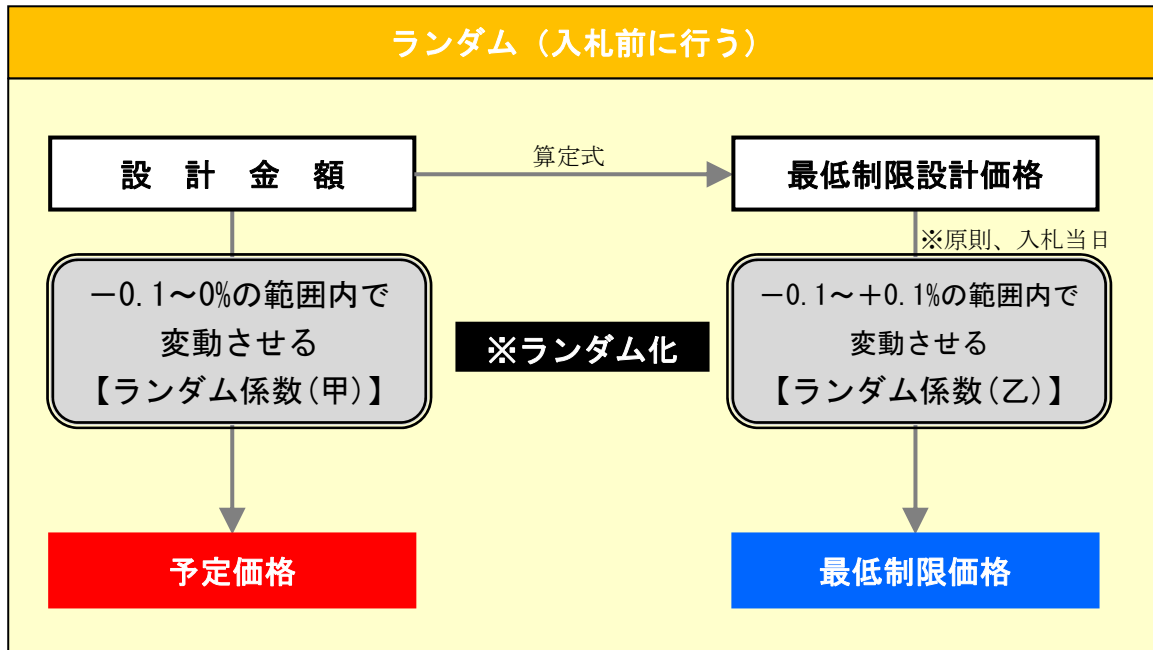 ランダム（入札前に行う）
設 計 金 額
算定式
最低制限設計価格
※原則、入札当日
－0.1～0%の範囲内で
変動させる
【ランダム係数(甲)】
※ランダム化
－0.1～＋0.1%の範囲内で
変動させる
【ランダム係数(乙)】
予定価格
最低制限価格